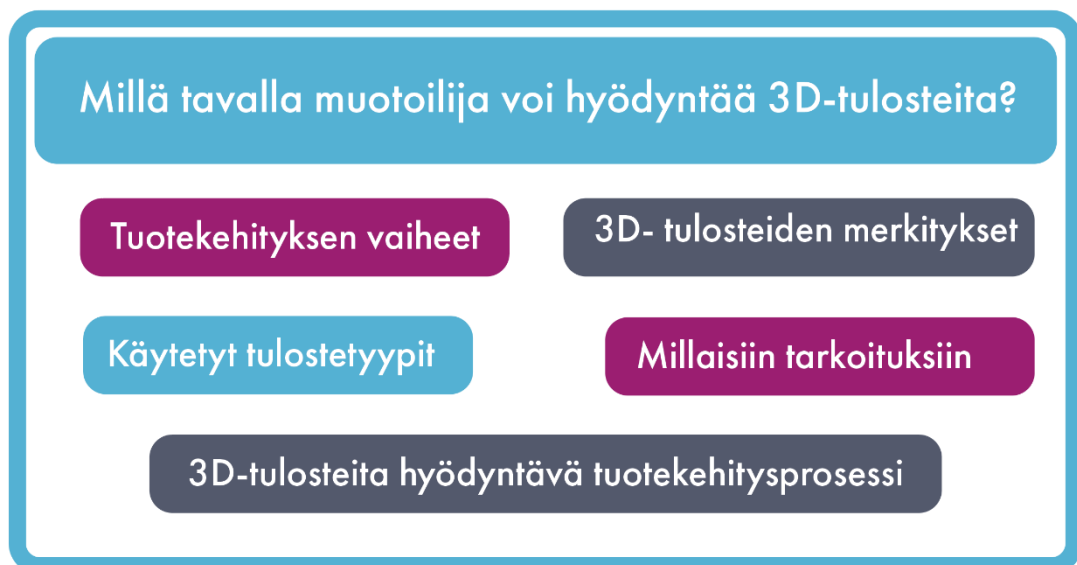 Millä tavalla muotoilija voi hyödyntää 3D-tulosteita?
Tuotekehityksen vaiheet
3D- tulosteiden merkitykset
Käytetyt tulostetyypit
Millaisiin tarkoituksiin
3D-tulosteita hyödyntävä tuotekehitysprosessi